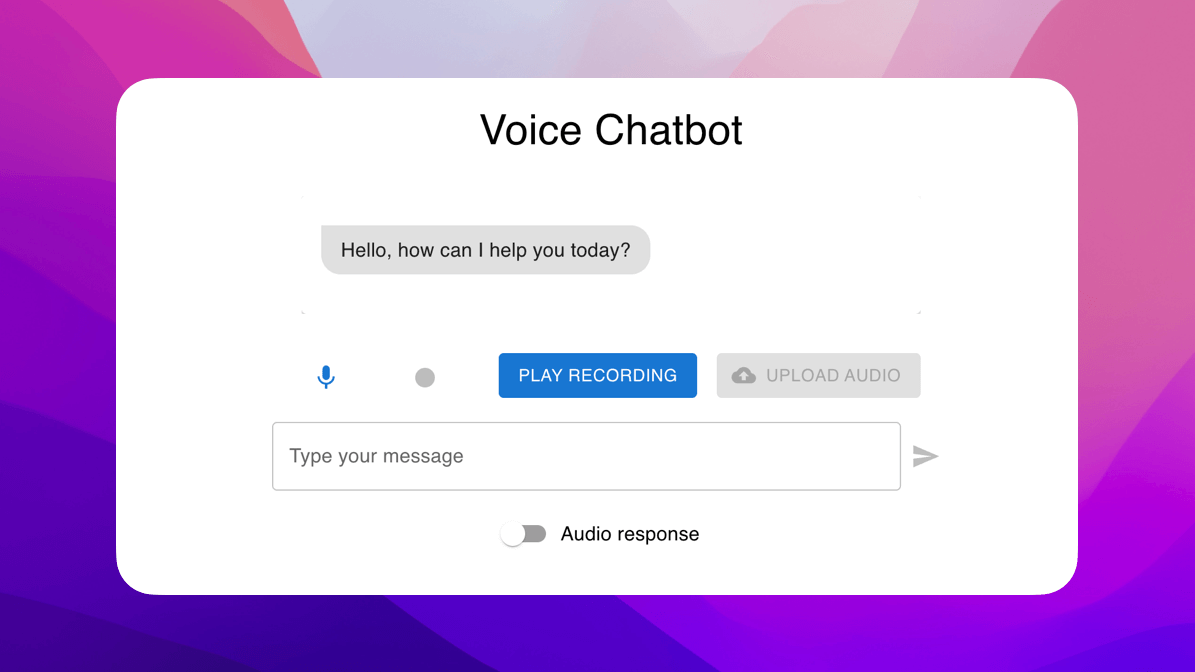 Voice Chatbot
Hello, how can I help you today?
PLAY RECORDING
UPLOAD AUDIO
Type your message
Audio response